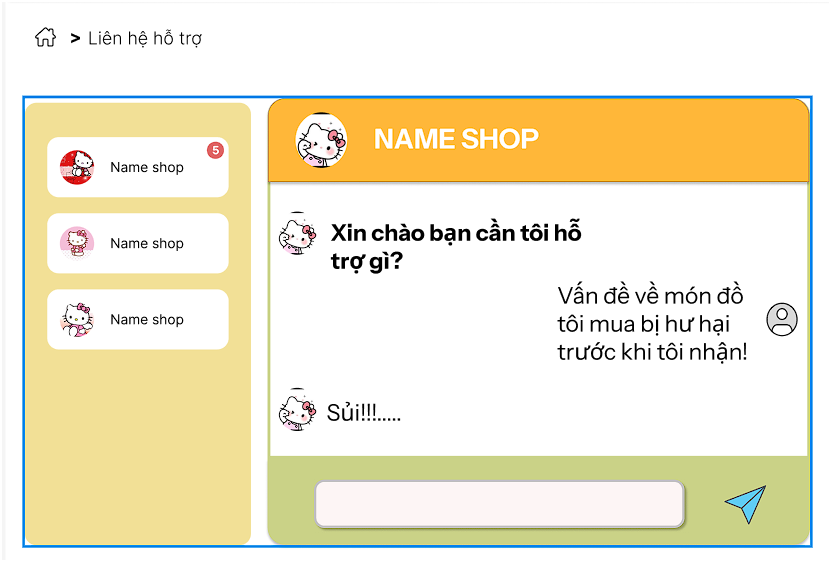 > Liên hệ hỗ trợ
5
Name shop
Name shop
Name shop
NAME SHOP
Xin chào bạn cần tôi hỗ
trợ gì?
Vấn đề về món đồ
tôi mua bị hư hại
trước khi tôi nhận!
Sủi!!!.....